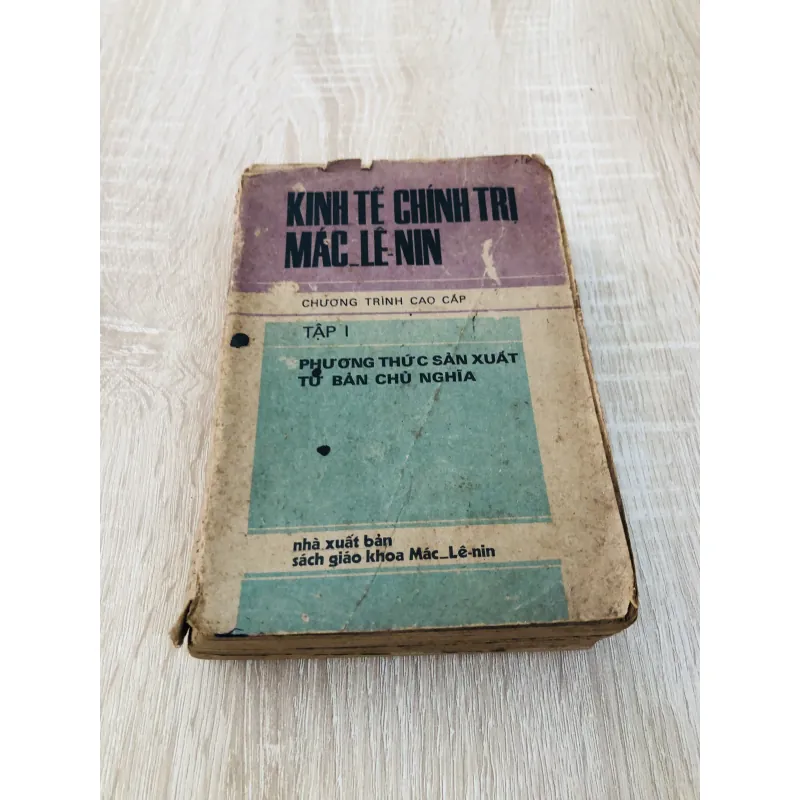 KINH TẾ CHÍNH TRỊ
MÁC_LÊ-NIN
CHƯƠNG TRÌNH CAO CẤP
TẬP I
PHƯƠNG THỨC SẢN XUẤT
TƯ BẢN CHỦ NGHĨA
nhà xuất bản
sách giáo khoa Mác_Lê-nin